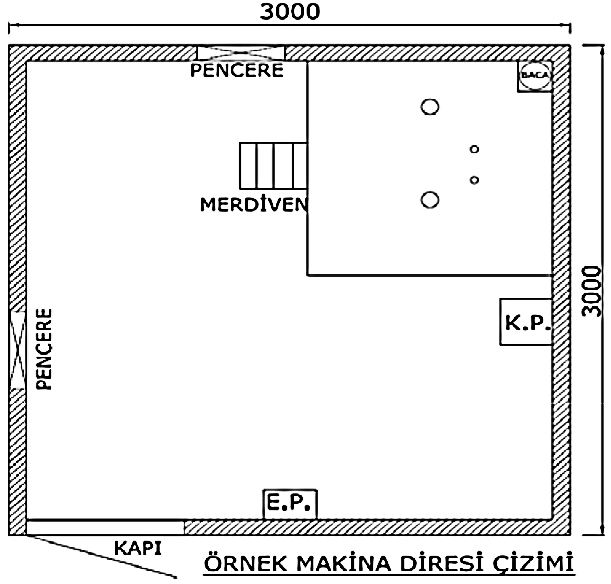 3000
PENCERE
BACA
MERDİVEN
3000
K.P.
PENCERE
E.P.
KAPI
ÖRNEK MAKİNA DİRESİ ÇİZİMİ